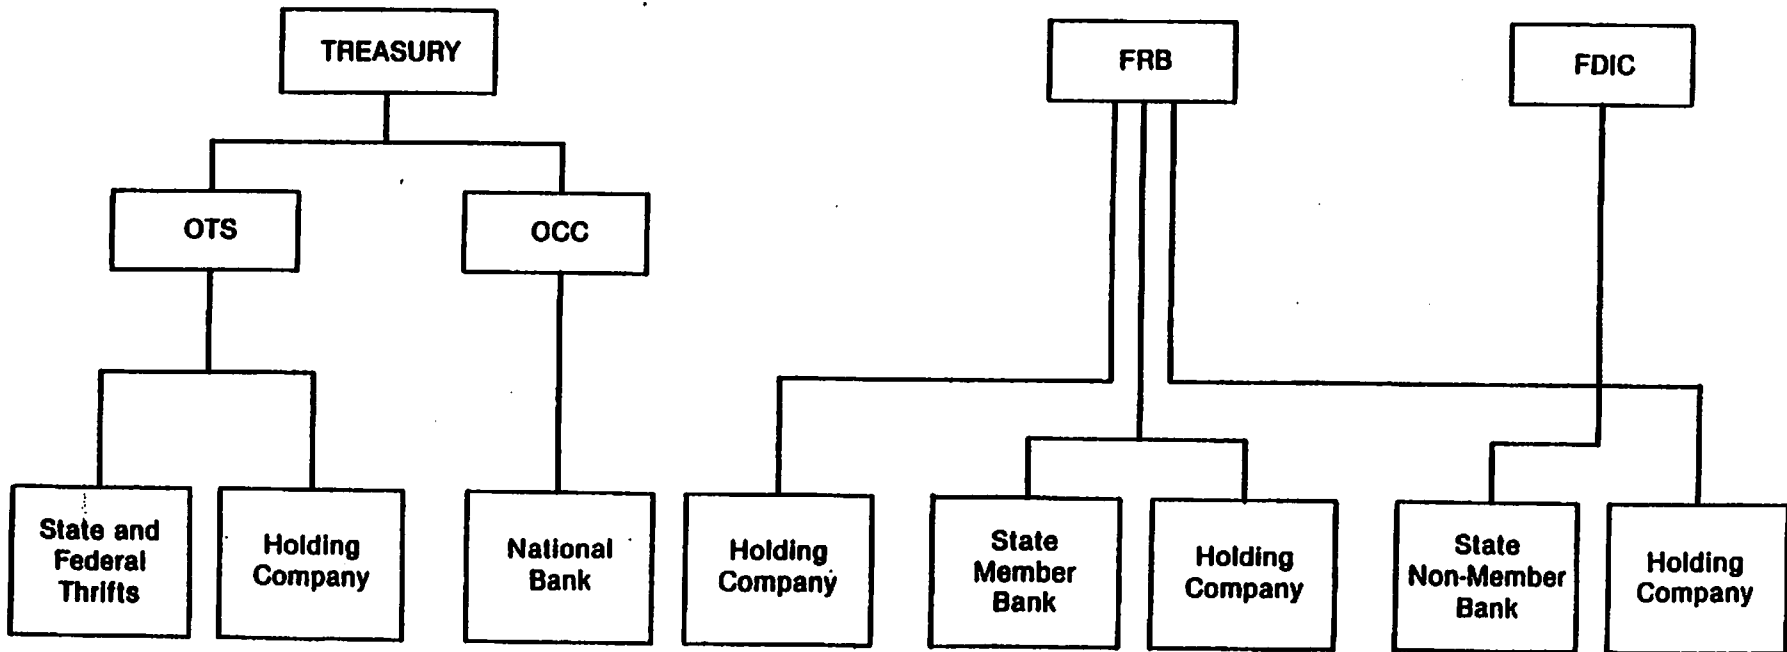 TREASURY
FRB
FDIC
OTS
OCC
State and
Federal
Thrifts
Holding
Company
National
Bank
Holding
Company
State
Member
Bank
Holding
Company
State
Non-Member
Bank
Holding
Company